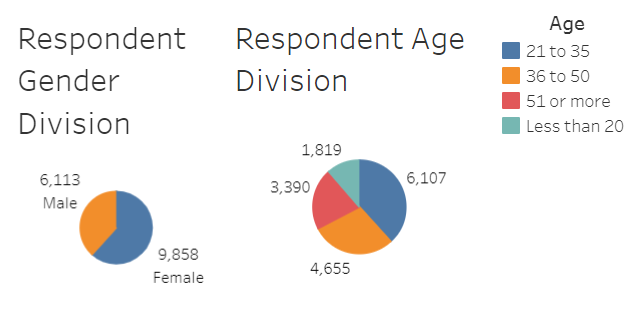 Respondent
Gender
Division
6,113
Male
9,858
Female
Respondent Age
Division
1,819
6,107
3,390
4,655
Age
21 to 35
36 to 50
51 or more
Less than 20